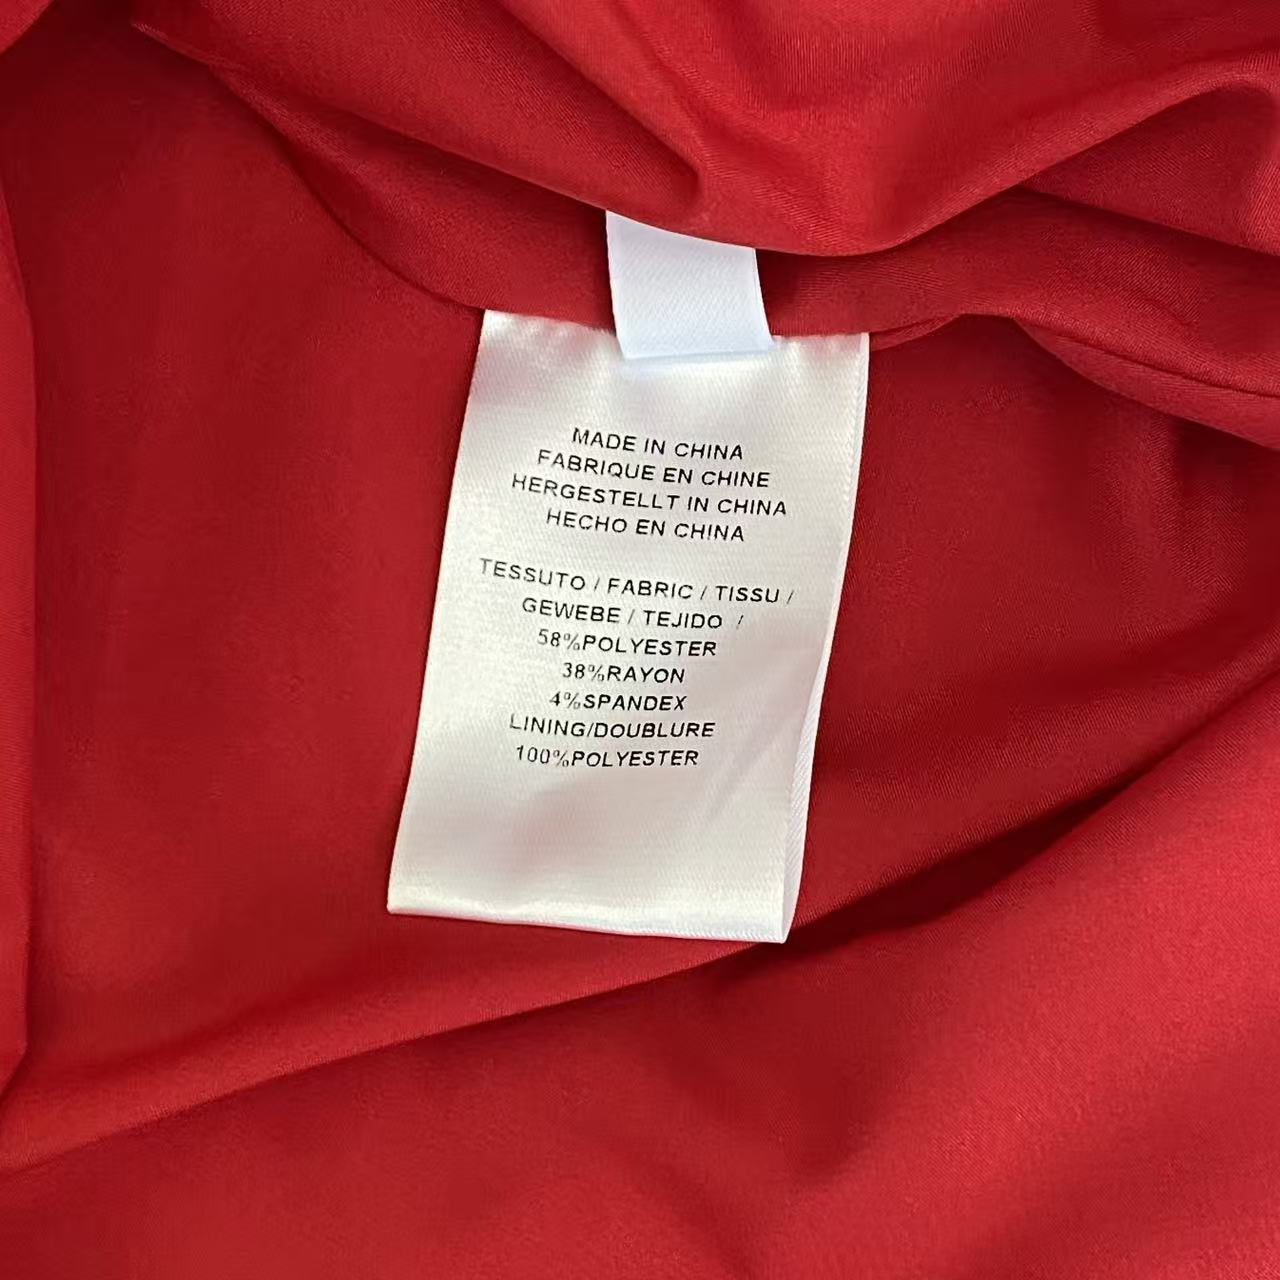 MADE IN CHINA
FABRIQUE EN CHINE
HERGESTELLT IN CHINA
HECHO EN CHINA
TESSUTO / FABRIC / TISSU /
GEWEBE / TEJIDO /
58%POLYESTER
38%RAYON
4%SPANDEX
LINING/DOUBLURE
100%POLYESTER